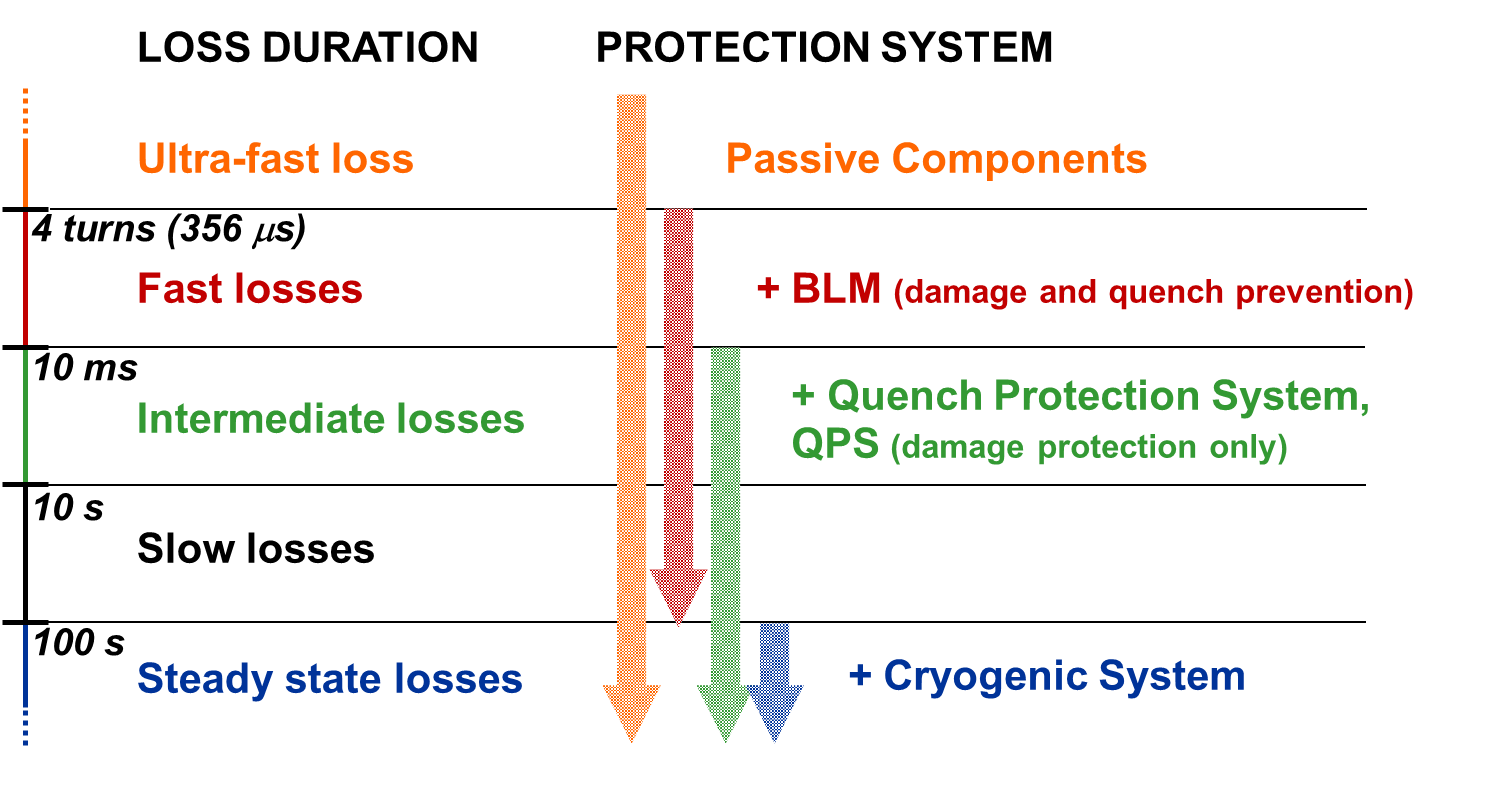 LOSS DURATION PROTECTION SYSTEM
Ultra-fast loss Passive Components
4 turns (356 μs)
Fast losses + BLM (damage and quench prevention)
10 ms
Intermediate losses + Quench Protection System,
QPS (damage protection only)
10 s
Slow losses
100 s
Steady state losses + Cryogenic System